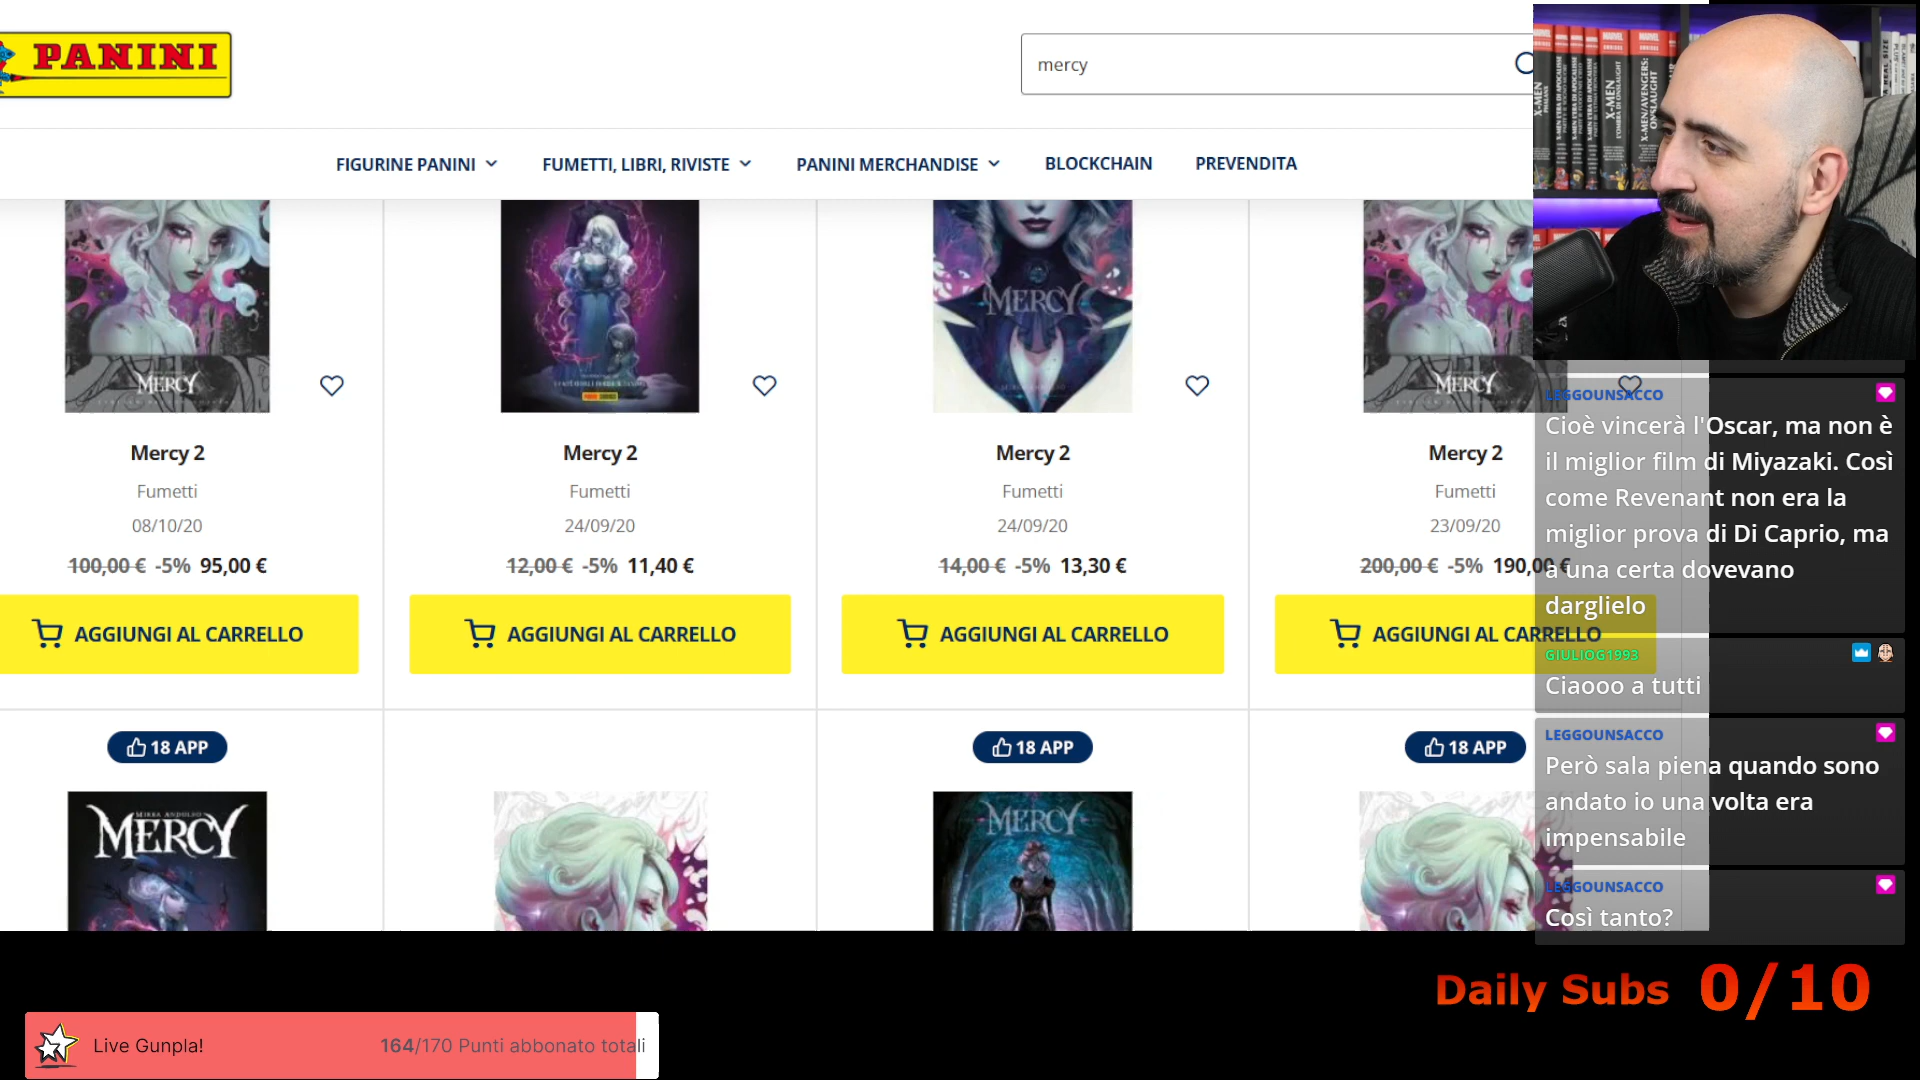 PANINI
mercy
FIGURINE PANINI
FUMETTI, LIBRI, RIVISTE
PANINI MERCHANDISE
BLOCKCHAIN
PREVENDITA
MERCY
MERCY
MERCY
Mercy 2
Mercy 2
Mercy 2
Mercy 2
Fumetti
Fumetti
Fumetti
Fumetti
08/10/20
24/09/20
24/09/20
23/09/20
100,00 € -5% 95,00 €
12,00 € -5% 11,40 €
14,00 € -5% 13,30 €
200,00 € -5% 190,00 €
AGGIUNGI AL CARRELLO
AGGIUNGI AL CARRELLO
AGGIUNGI AL CARRELLO
AGGIUNGI AL CARRELLO
18 APP
18 APP
18 APP
MIRKA ANDOLFO
MERCY
MERCY
X-MEN
X-MEN
X-MEN/AVENGERS:
ONSLAUGHT
LEGGOUNSACCO
Cioè vincerà l'Oscar, ma non è
il miglior film di Miyazaki. Così
come Revenant non era la
miglior prova di Di Caprio, ma
a una certa dovevano
darglielo
GIULIOG1993
Ciaooo a tutti
LEGGOUNSACCO
Però sala piena quando sono
andato io una volta era
impensabile
LEGGOUNSACCO
Così tanto?
Daily Subs 0/10
Live Gunpla!
164/170 Punti abbonato totali